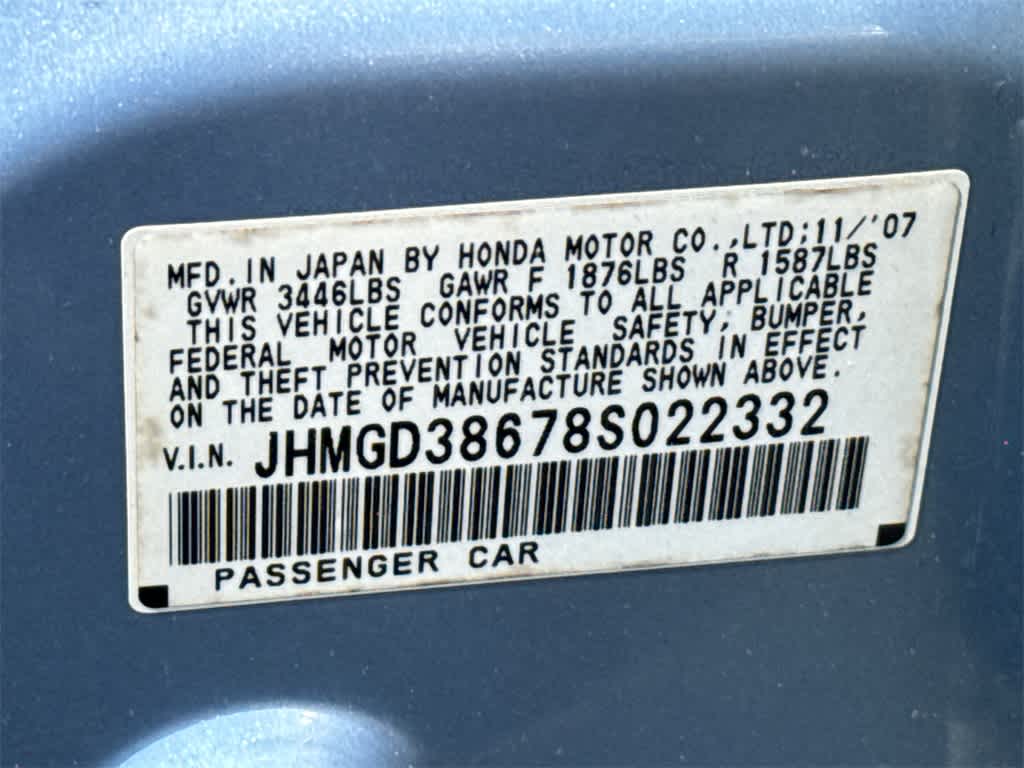 MFD. IN JAPAN BY HONDA MOTOR CO.,LTD; 11/'07
GVWR 3446LBS GAWR F 1876LBS R 1587LBS
THIS VEHICLE CONFORMS TO ALL APPLICABLE
FEDERAL MOTOR VEHICLE SAFETY, BUMPER,
AND THEFT PREVENTION STANDARDS IN EFFECT
ON THE DATE OF MANUFACTURE SHOWN ABOVE.
V.I.N. JHMGD38678S022332
PASSENGER CAR